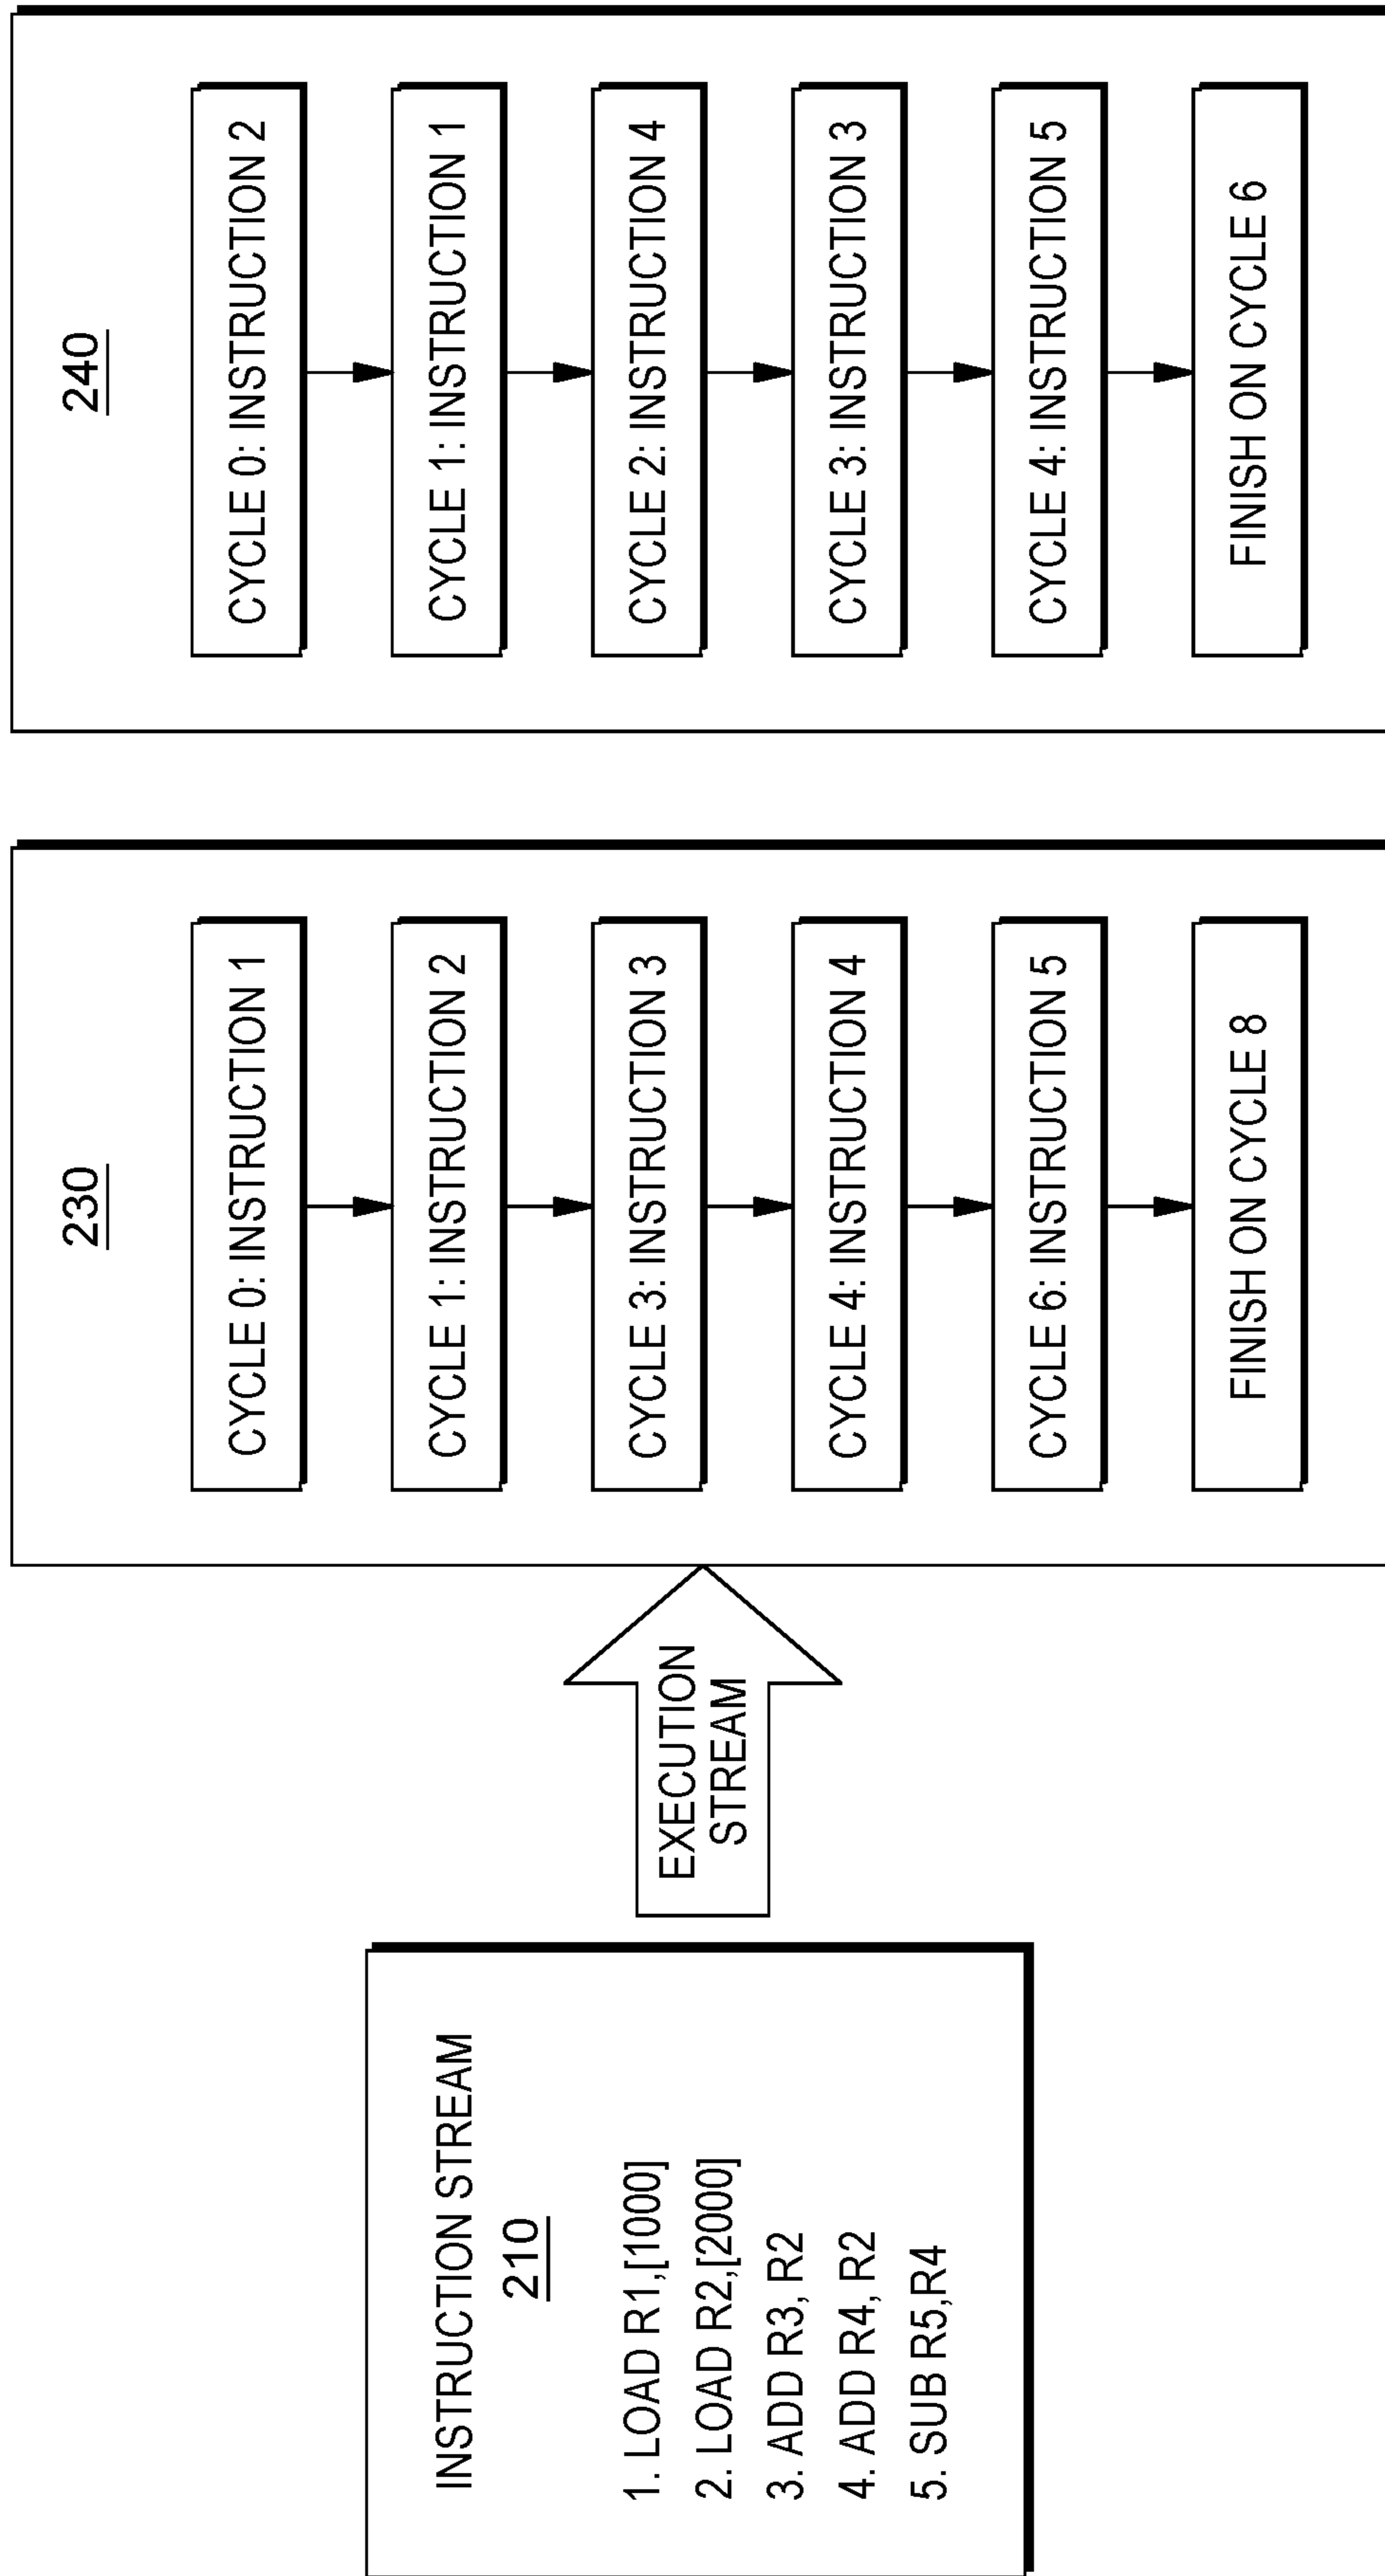 INSTRUCTION STREAM
210
1. LOAD R1,[1000]
2. LOAD R2,[2000]
3. ADD R3, R2
4. ADD R4, R2
5. SUB R5,R4
EXECUTION
STREAM
230
CYCLE 0: INSTRUCTION 1
CYCLE 1: INSTRUCTION 2
CYCLE 3: INSTRUCTION 3
CYCLE 4: INSTRUCTION 4
CYCLE 6: INSTRUCTION 5
FINISH ON CYCLE 8
240
CYCLE 0: INSTRUCTION 2
CYCLE 1: INSTRUCTION 1
CYCLE 2: INSTRUCTION 4
CYCLE 3: INSTRUCTION 3
CYCLE 4: INSTRUCTION 5
FINISH ON CYCLE 6